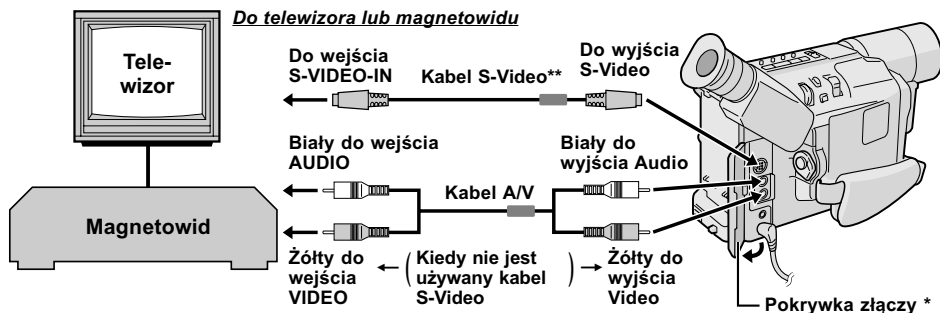 Do telewizora lub magnetowidu
Tele-
wizor
Do wejścia
S-VIDEO-IN
Kabel S-Video**
Do wyjścia
S-Video
Biały do wejścia
AUDIO
Biały do
wyjścia Audio
Kabel A/V
Magnetowid
Żółty do
wejścia
VIDEO
(Kiedy nie jest
używany kabel
S-Video)
Żółty do
wyjścia
Video
Pokrywka złączy *